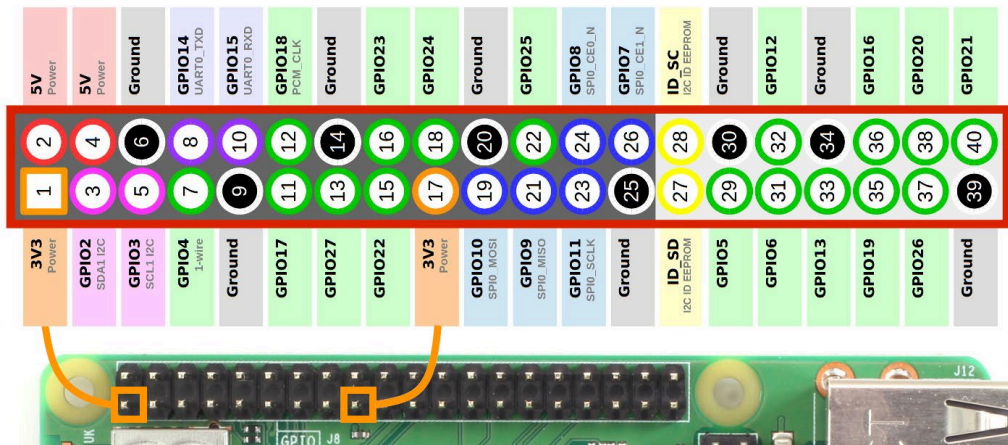 5V
Power
5V
Power
Ground
GPIO14
UART0_TXD
GPIO15
UART0_RXD
GPIO18
PCM_CLK
Ground
GPIO23
GPIO24
Ground
GPIO25
GPIO8
SPI0_CE0_N
GPIO7
SPI0_CE1_N
ID_SC
I2C ID EEPROM
Ground
GPIO12
Ground
GPIO16
GPIO20
GPIO21
2 4 6 8 10 12 14 16 18 20 22 24 26 28 30 32 34 36 38 40
1 3 5 7 9 11 13 15 17 19 21 23 25 27 29 31 33 35 37 39
3V3
Power
GPIO2
SDA1 I2C
GPIO3
SCL1 I2C
GPIO4
1-wire
Ground
GPIO17
GPIO27
GPIO22
3V3
Power
GPIO10
SPI0_MOSI
GPIO9
SPI0_MISO
GPIO11
SPI0_SCLK
Ground
ID_SD
I2C ID EEPROM
GPIO5
GPIO6
GPIO13
GPIO19
GPIO26
Ground
J12
UK
GPIO
J8